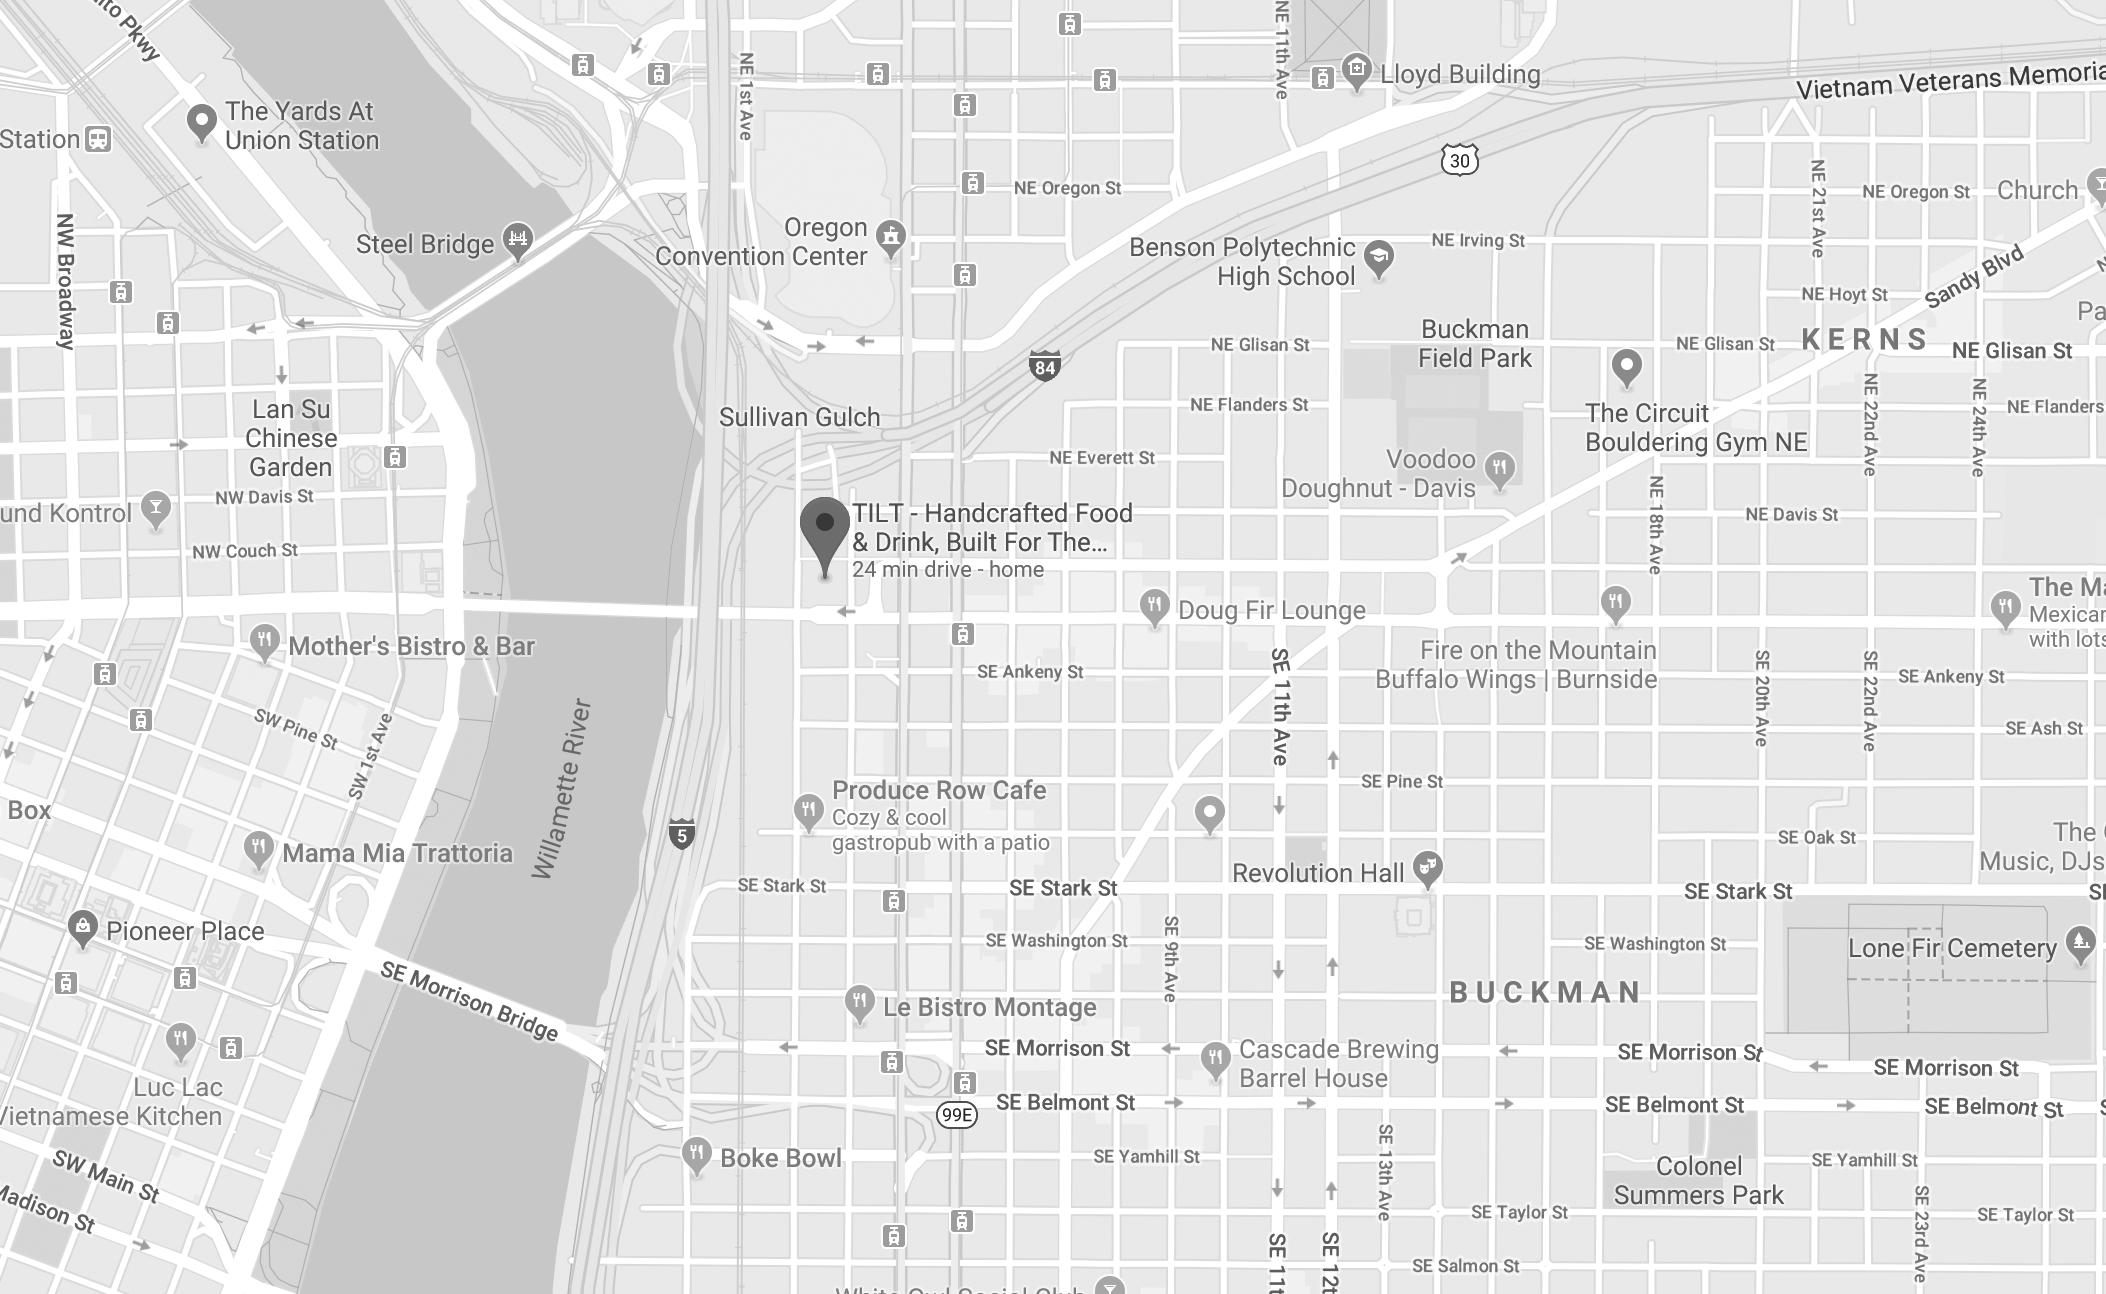 ito Pkwy
NE 1st Ave
NE 11th Ave
Lloyd Building
Vietnam Veterans Memoria
The Yards At
Union Station
Station
30
NE Oregon St
NE 21st Ave
NE Oregon St
Church
NW Broadway
Steel Bridge
Oregon
Convention Center
Benson Polytechnic
High School
NE Irving St
Sandy Blvd
NE Hoyt St
Pa
Buckman
Field Park
NE Glisan St
NE Glisan St
KERNS
NE Glisan St
84
NE 22nd Ave
NE 24th Ave
Lan Su
Chinese
Garden
Sullivan Gulch
NE Flanders St
The Circuit
Bouldering Gym NE
NE Flanders
NE Everett St
Voodoo
Doughnut - Davis
NE 18th Ave
NW Davis St
und Kontrol
TILT - Handcrafted Food
& Drink, Built For The...
24 min drive - home
NE Davis St
NW Couch St
Doug Fir Lounge
The Ma
Mexican
with lots
Mother's Bistro & Bar
Fire on the Mountain
Buffalo Wings | Burnside
SE Ankeny St
SE 11th Ave
SE 20th Ave
SE 22nd Ave
SE Ankeny St
SW Pine St
SW 1st Ave
Willamette River
SE Ash St
SE Pine St
Produce Row Cafe
Cozy & cool
gastropub with a patio
Box
5
SE Oak St
The
Music, DJs
Mama Mia Trattoria
Revolution Hall
SE Stark St
SE Stark St
SE Stark St
SE
Pioneer Place
SE Washington St
SE 9th Ave
SE Washington St
Lone Fir Cemetery
SE Morrison Bridge
BUCKMAN
Le Bistro Montage
SE Morrison St
Cascade Brewing
Barrel House
SE Morrison St
SE Morrison St
Luc Lac
Vietnamese Kitchen
99E
SE Belmont St
SE Belmont St
SE Belmont St
S
SW Main St
Boke Bowl
SE Yamhill St
SE 13th Ave
Colonel
Summers Park
SE Yamhill St
Madison St
SE Taylor St
SE 23rd Ave
SE Taylor St
SE 11t
SE 12t
SE Salmon St
White Owl Social Club